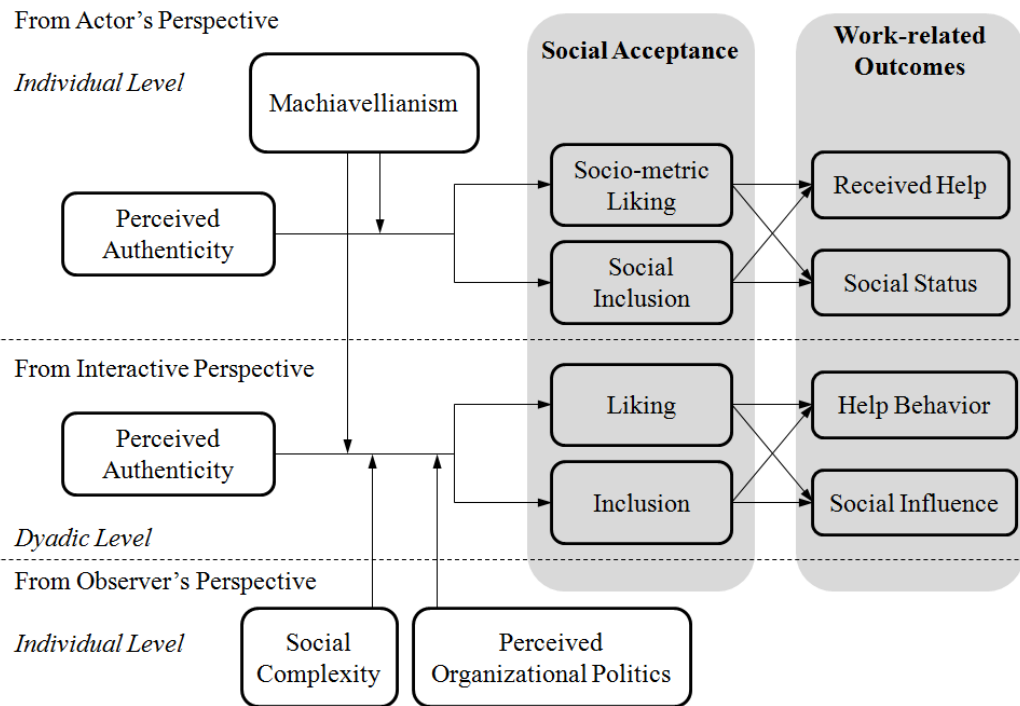 From Actor's Perspective
Individual Level
Machiavellianism
Social Acceptance
Work-related
Outcomes
Perceived
Authenticity
Socio-metric
Liking
Received Help
Social
Inclusion
Social Status
From Interactive Perspective
Perceived
Authenticity
Liking
Help Behavior
Inclusion
Social Influence
Dyadic Level
From Observer's Perspective
Individual Level
Social
Complexity
Perceived
Organizational Politics